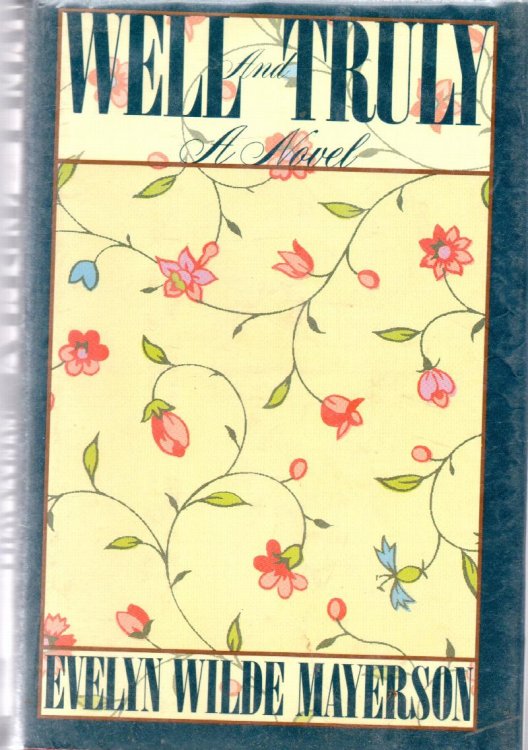 WELL And TRULY
A Novel
EVELYN WILDE MAYERSON